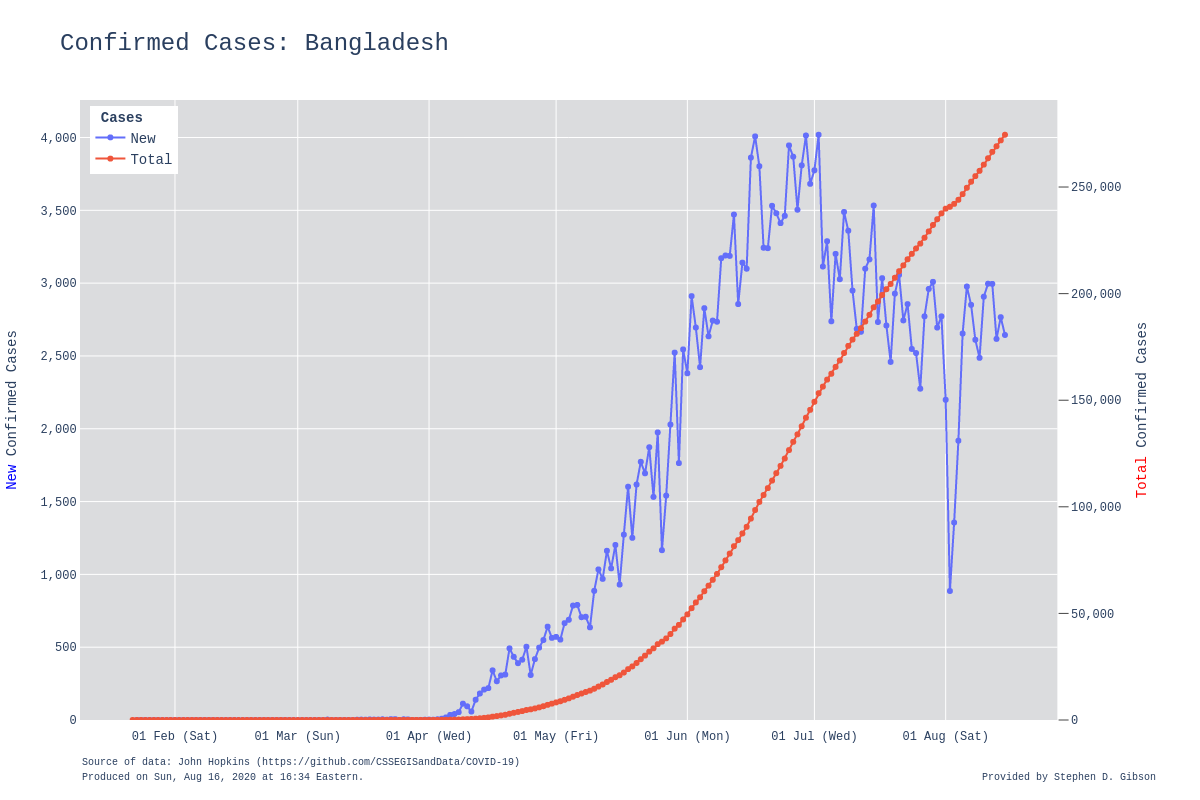 Confirmed Cases: Bangladesh
Cases
New
Total
4,000
3,500
3,000
2,500
2,000
1,500
1,000
500
0
New Confirmed Cases
250,000
200,000
150,000
100,000
50,000
0
Total Confirmed Cases
01 Feb (Sat) 01 Mar (Sun) 01 Apr (Wed) 01 May (Fri) 01 Jun (Mon) 01 Jul (Wed) 01 Aug (Sat)
Source of data: John Hopkins (https://github.com/CSSEGISandData/COVID-19)
Produced on Sun, Aug 16, 2020 at 16:34 Eastern.
Provided by Stephen D. Gibson